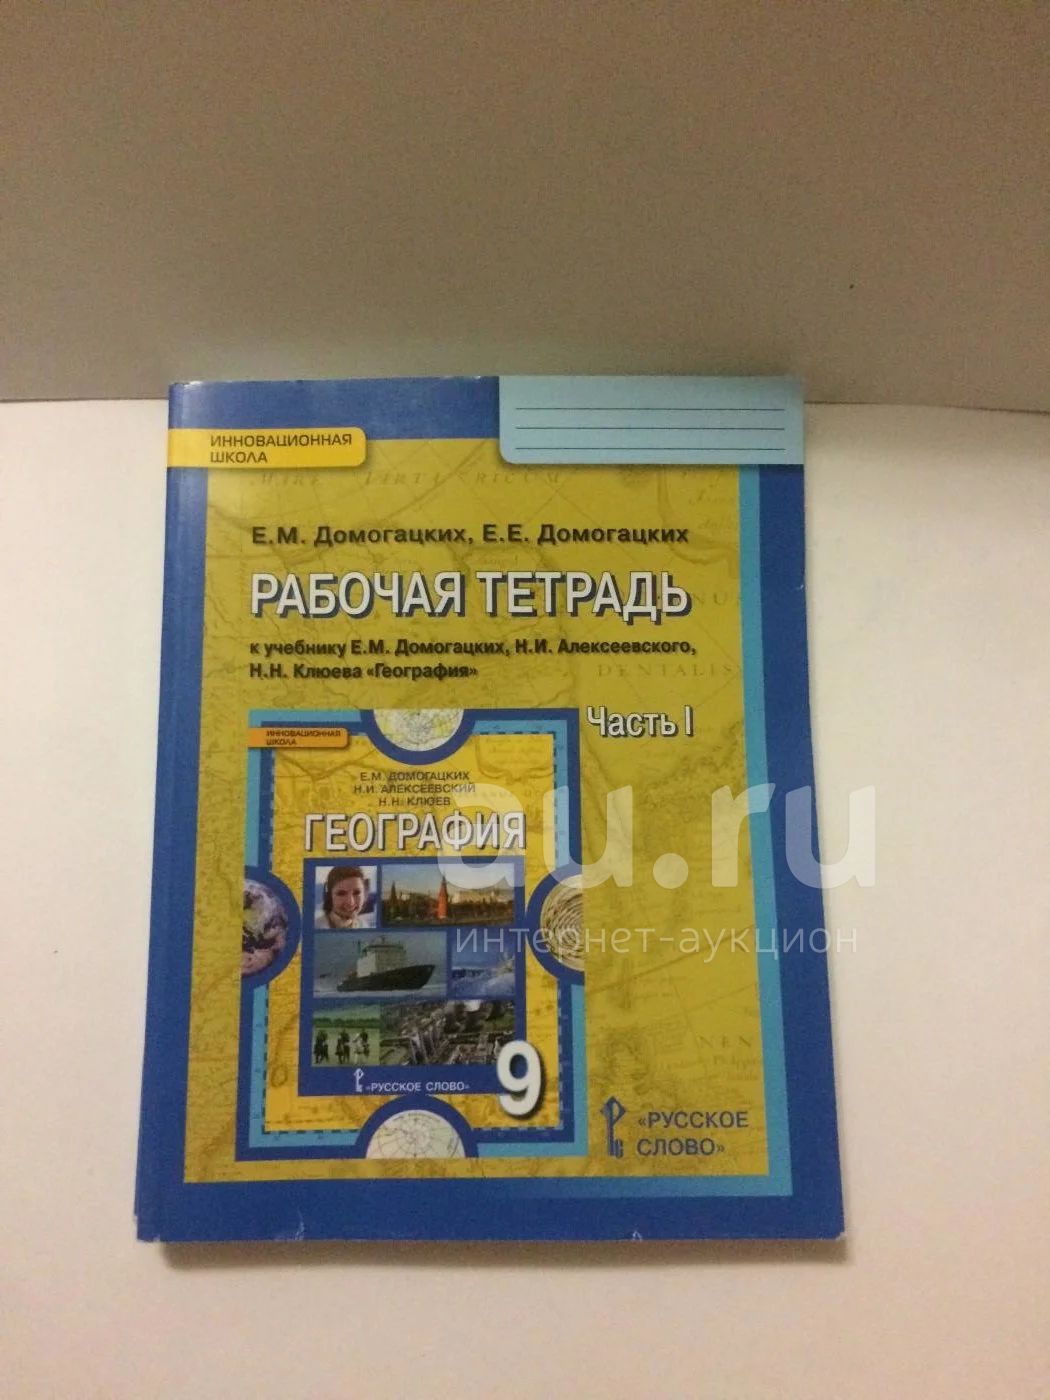 ИННОВАЦИОННАЯ
ШКОЛА
Е.М. Домогацких, Е.Е. Домогацких
РАБОЧАЯ ТЕТРАДЬ
к учебнику Е.М. Домогацких, Н.И. Алексеевского,
Н.Н. Клюева «География»
DENTALIS
Часть I
ИННОВАЦИОННАЯ
ШКОЛА
Е.М. ДОМОГАЦКИХ
Н.И. АЛЕКСЕЕВСКИЙ
Н.Н. КЛЮЕВ
ГЕОГРАФИЯ
au.ru
интернет-аукцион
9
«РУССКОЕ СЛОВО»
«РУССКОЕ
СЛОВО»